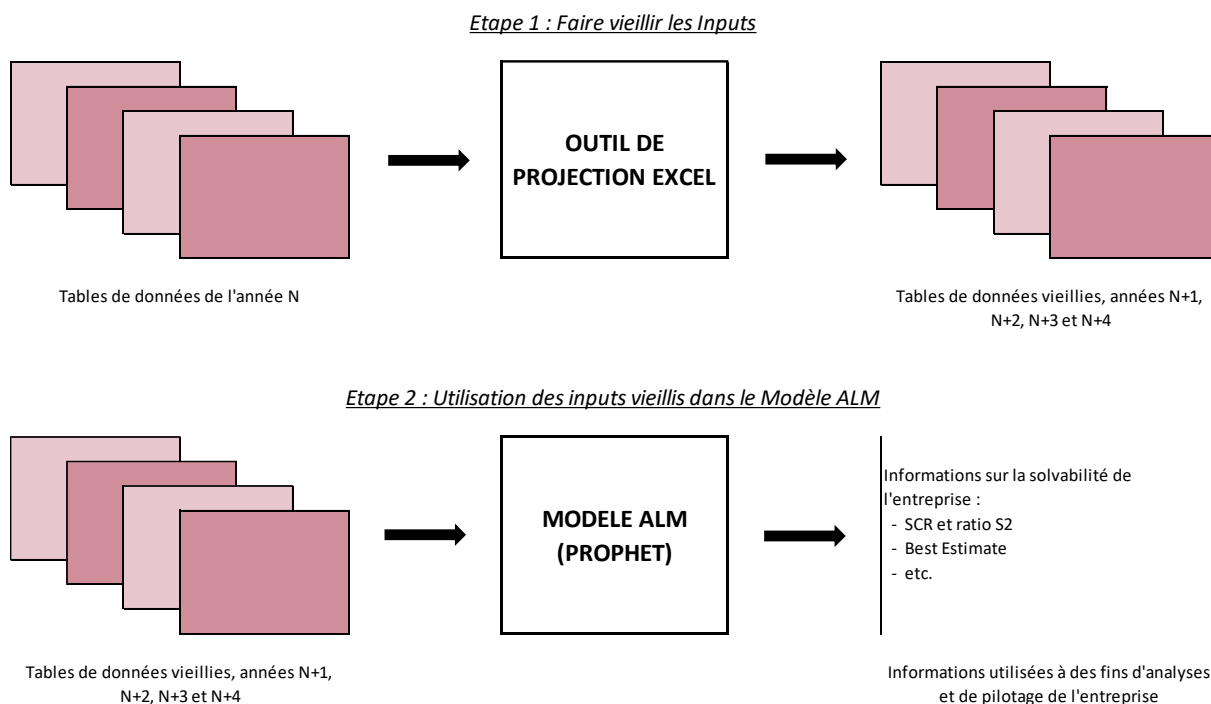 Etape 1 : Faire vieillir les Inputs
OUTIL DE
PROJECTION EXCEL
Tables de données de l'année N
Tables de données vieillies, années N+1,
N+2, N+3 et N+4
Etape 2 : Utilisation des inputs vieillis dans le Modèle ALM
MODELE ALM
(PROPHET)
Informations sur la solvabilité de
l'entreprise :
- SCR et ratio S2
- Best Estimate
- etc.
Tables de données vieillies, années N+1,
N+2, N+3 et N+4
Informations utilisées à des fins d'analyses
et de pilotage de l'entreprise